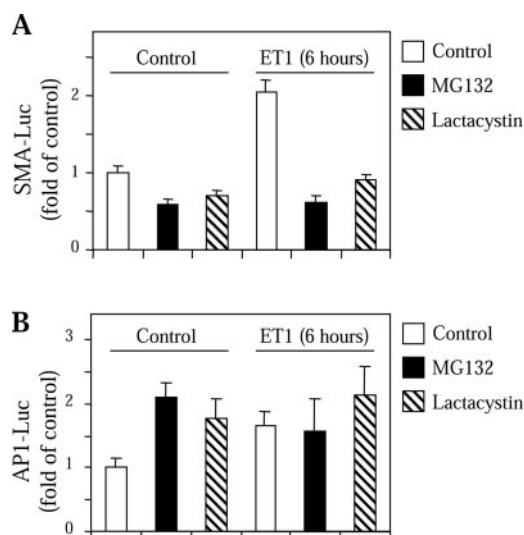 A
Control
ET1 (6 hours)
SMA-Luc
(fold of control)
2
1
0
Control
MG132
Lactacystin
B
Control
ET1 (6 hours)
AP1-Luc
(fold of control)
3
2
1
0
Control
MG132
Lactacystin